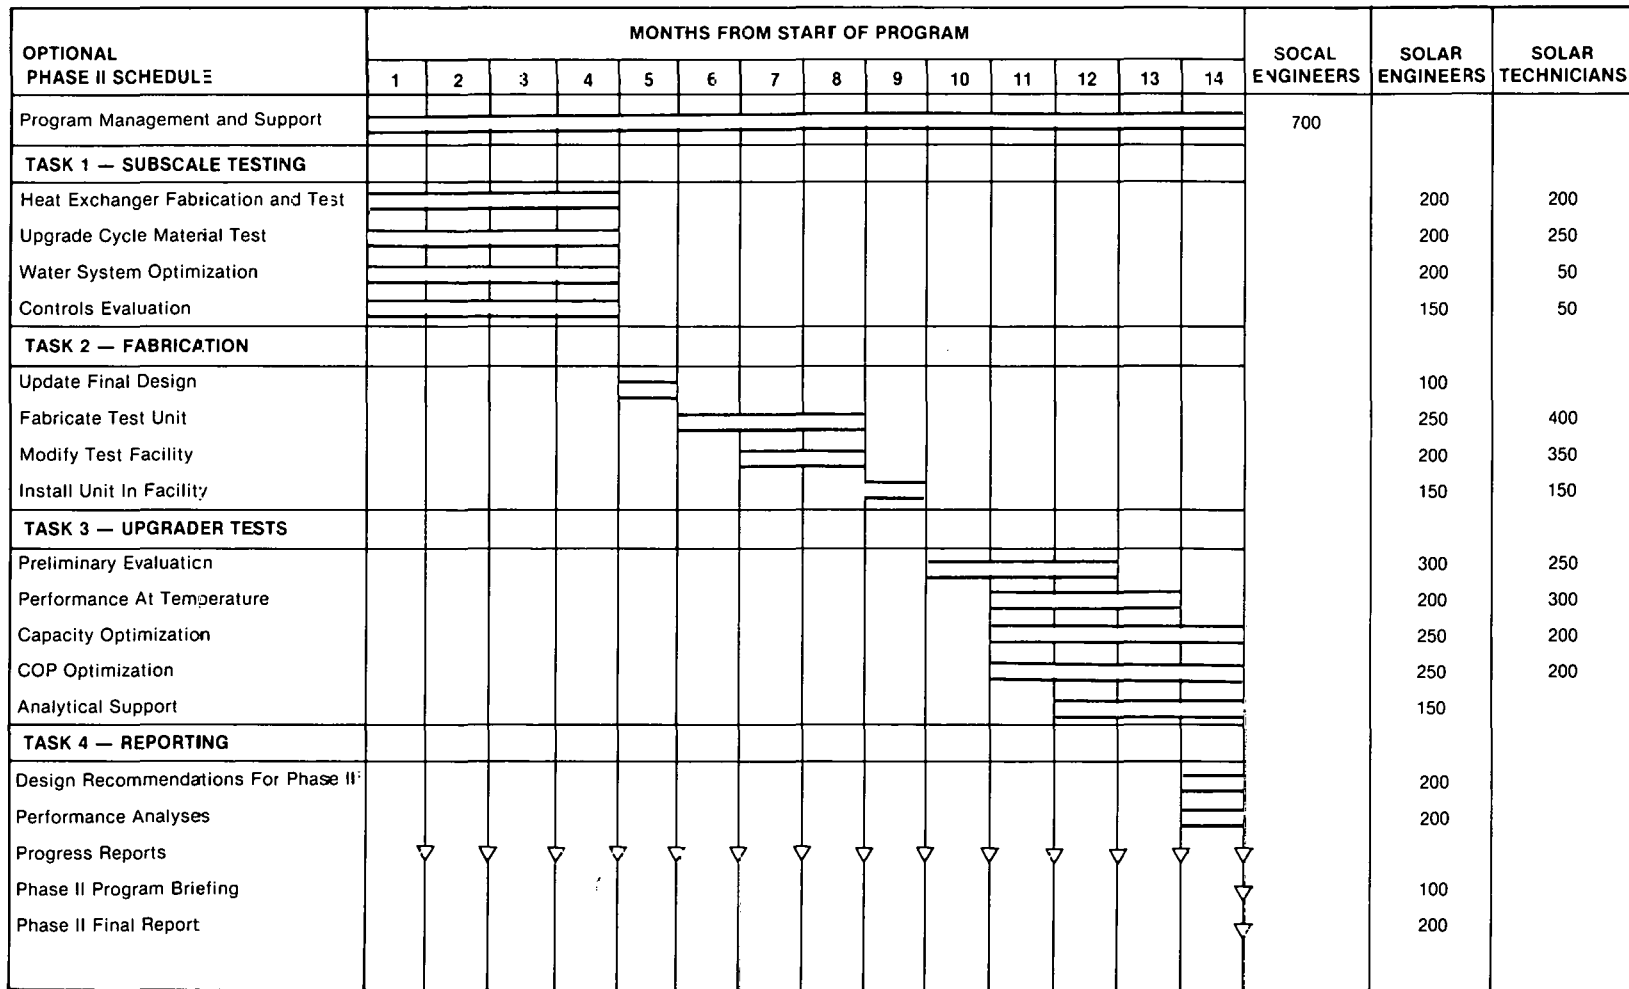 OPTIONAL
PHASE II SCHEDULE
MONTHS FROM START OF PROGRAM
SOCAL
ENGINEERS
SOLAR
ENGINEERS
SOLAR
TECHNICIANS
1 2 3 4 5 6 7 8 9 10 11 12 13 14
Program Management and Support 700
TASK 1 — SUBSCALE TESTING
Heat Exchanger Fabrication and Test 200 200
Upgrade Cycle Material Test 200 250
Water System Optimization 200 50
Controls Evaluation 150 50
TASK 2 — FABRICATION
Update Final Design 100
Fabricate Test Unit 250 400
Modify Test Facility 200 350
Install Unit In Facility 150 150
TASK 3 — UPGRADER TESTS
Preliminary Evaluation 300 250
Performance At Temperature 200 300
Capacity Optimization 250 200
COP Optimization 250 200
Analytical Support 150
TASK 4 — REPORTING
Design Recommendations For Phase II 200
Performance Analyses 200
Progress Reports
Phase II Program Briefing 100
Phase II Final Report 200